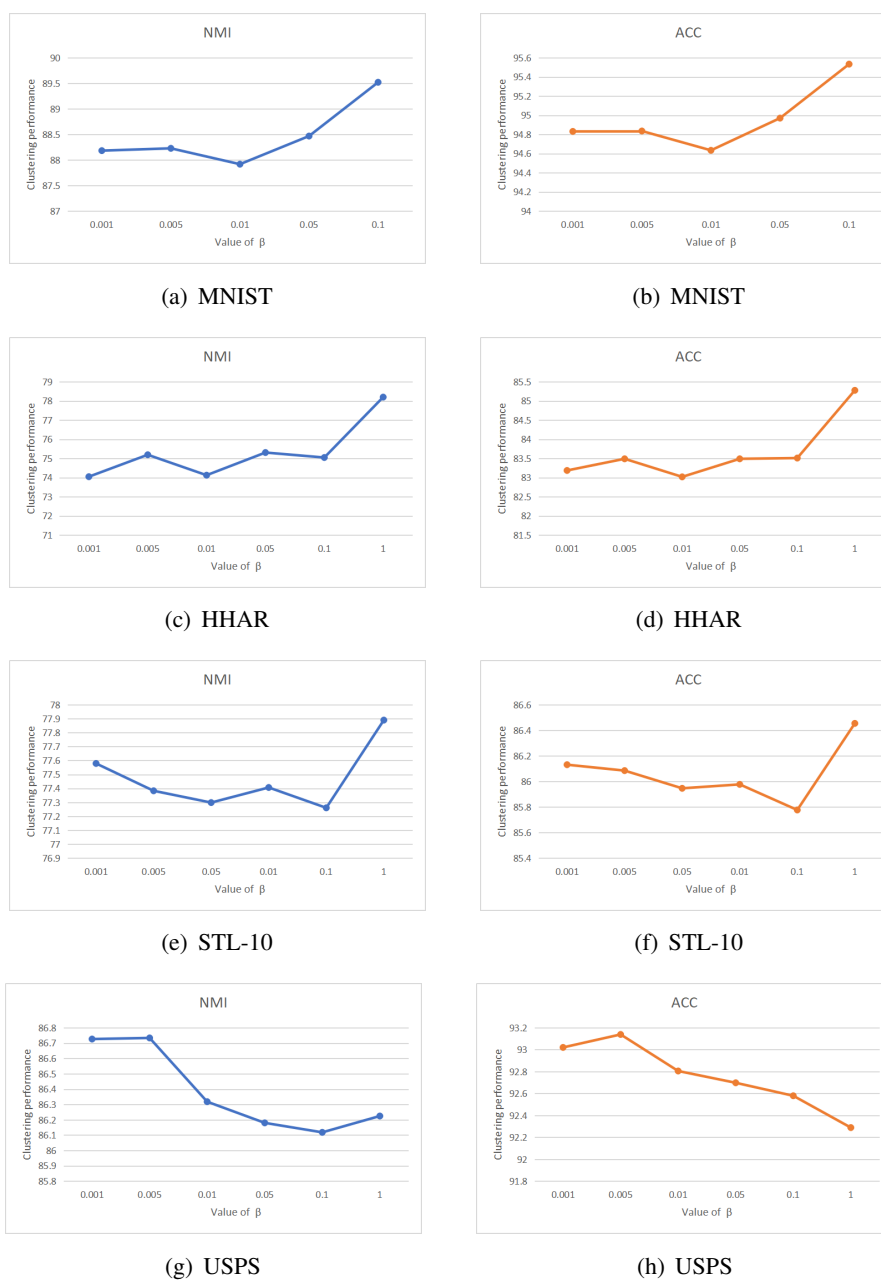 NMI
90
89.5
89
88.5
88
87.5
87
Clustering performance
0.001 0.005 0.01 0.05 0.1
Value of β
(a) MNIST
ACC
95.6
95.4
95.2
95
94.8
94.6
94.4
94.2
94
Clustering performance
0.001 0.005 0.01 0.05 0.1
Value of β
(b) MNIST
NMI
79
78
77
76
75
74
73
72
71
Clustering performance
0.001 0.005 0.01 0.05 0.1 1
Value of β
(c) HHAR
ACC
85.5
85
84.5
84
83.5
83
82.5
82
81.5
Clustering performance
0.001 0.005 0.01 0.05 0.1 1
Value of β
(d) HHAR
NMI
78
77.9
77.8
77.7
77.6
77.5
77.4
77.3
77.2
77.1
77
76.9
Clustering performance
0.001 0.005 0.05 0.01 0.1 1
Value of β
(e) STL-10
ACC
86.6
86.4
86.2
86
85.8
85.6
85.4
Clustering performance
0.001 0.005 0.05 0.01 0.1 1
Value of β
(f) STL-10
NMI
86.8
86.7
86.6
86.5
86.4
86.3
86.2
86.1
86
85.9
85.8
Clustering performance
0.001 0.005 0.01 0.05 0.1 1
Value of β
(g) USPS
ACC
93.2
93
92.8
92.6
92.4
92.2
92
91.8
Clustering performance
0.001 0.005 0.01 0.05 0.1 1
Value of β
(h) USPS